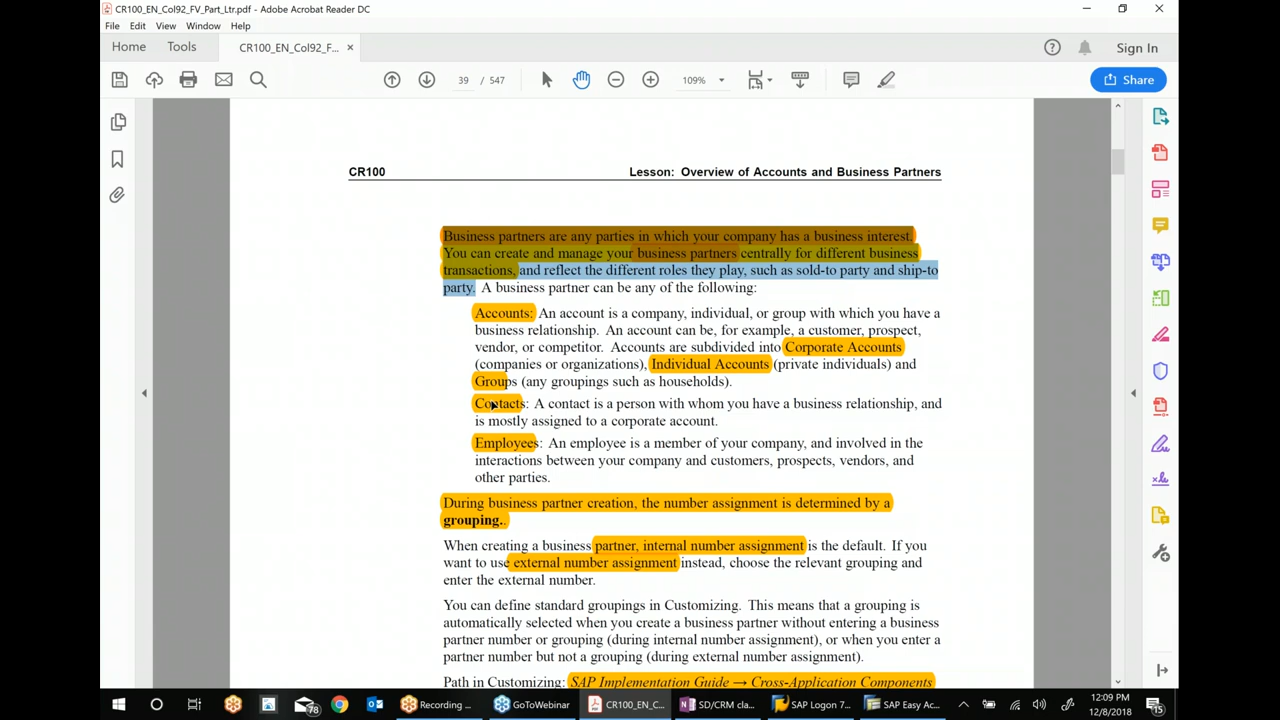 CR100_EN_Col92_FV_Part_Ltr.pdf - Adobe Acrobat Reader DC
File Edit View Window Help
Home Tools CR100_EN_Col92_F... × Sign In
39 / 547 109% Share
CR100 Lesson: Overview of Accounts and Business Partners
Business partners are any parties in which your company has a business interest.
You can create and manage your business partners centrally for different business
transactions, and reflect the different roles they play, such as sold-to party and ship-to
party. A business partner can be any of the following:
Accounts: An account is a company, individual, or group with which you have a
business relationship. An account can be, for example, a customer, prospect,
vendor, or competitor. Accounts are subdivided into Corporate Accounts
(companies or organizations), Individual Accounts (private individuals) and
Groups (any groupings such as households).
Contacts: A contact is a person with whom you have a business relationship, and
is mostly assigned to a corporate account.
Employees: An employee is a member of your company, and involved in the
interactions between your company and customers, prospects, vendors, and
other parties.
During business partner creation, the number assignment is determined by a
grouping..
When creating a business partner, internal number assignment is the default. If you
want to use external number assignment instead, choose the relevant grouping and
enter the external number.
You can define standard groupings in Customizing. This means that a grouping is
automatically selected when you create a business partner without entering a business
partner number or grouping (during internal number assignment), or when you enter a
partner number but not a grouping (during external number assignment).
Path in Customizing: SAP Implementation Guide → Cross-Application Components
78 Recording ... GoToWebinar CR100_EN_C... SD/CRM cla... SAP Logon 7... SAP Easy Ac... 12:09 PM
12/8/2018 15